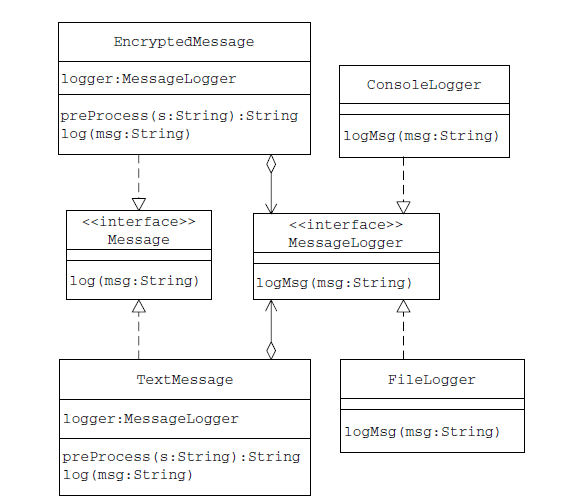 EncryptedMessage
logger:MessageLogger
preProcess(s:String):String
log(msg:String)
ConsoleLogger
logMsg(msg:String)
<<interface>>
Message
log(msg:String)
<<interface>>
MessageLogger
logMsg(msg:String)
TextMessage
logger:MessageLogger
preProcess(s:String):String
log(msg:String)
FileLogger
logMsg(msg:String)